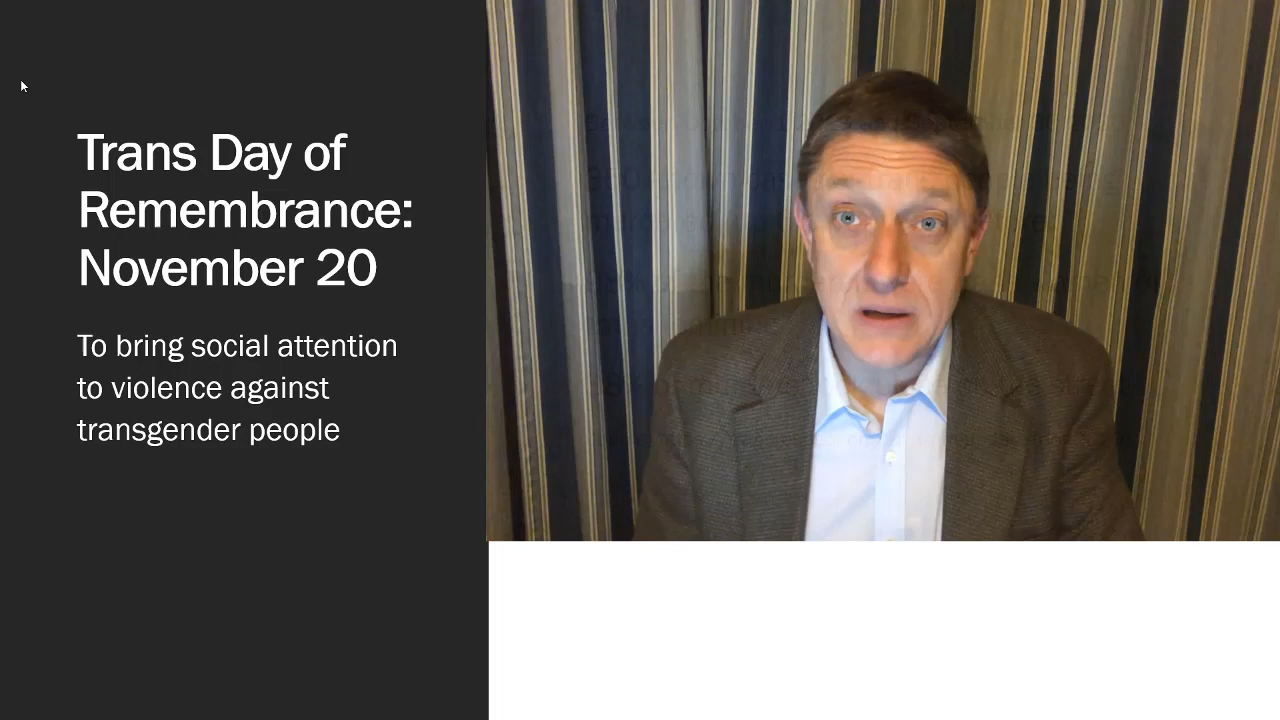 Trans Day of
Remembrance:
November 20
To bring social attention
to violence against
transgender people